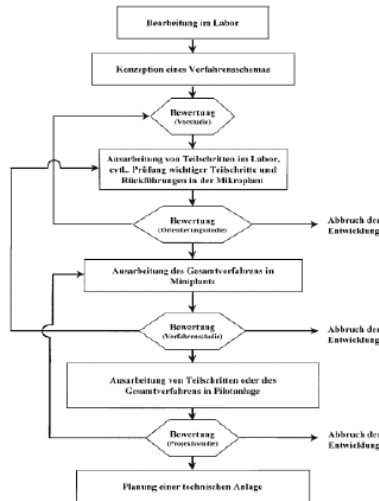 Bearbeitung im Labor
Konzeption eines Verfahrensschemas
Bewertung
(Vorstudie)
Ausarbeitung von Teilschritten im Labor,
evtl.. Prüfung wichtiger Teilschritte und
Rückführungen in der Mikroplant
Bewertung
(Orientierungsstudie)
Abbruch der
Entwicklung
Ausarbeitung des Gesamtverfahrens in
Miniplants
Bewertung
(Verfahrensstudie)
Abbruch der
Entwicklung
Ausarbeitung von Teilschritten oder des
Gesamtverfahrens in Pilotanlage
Bewertung
(Projektstudie)
Abbruch der
Entwicklung
Planung einer technischen Anlage